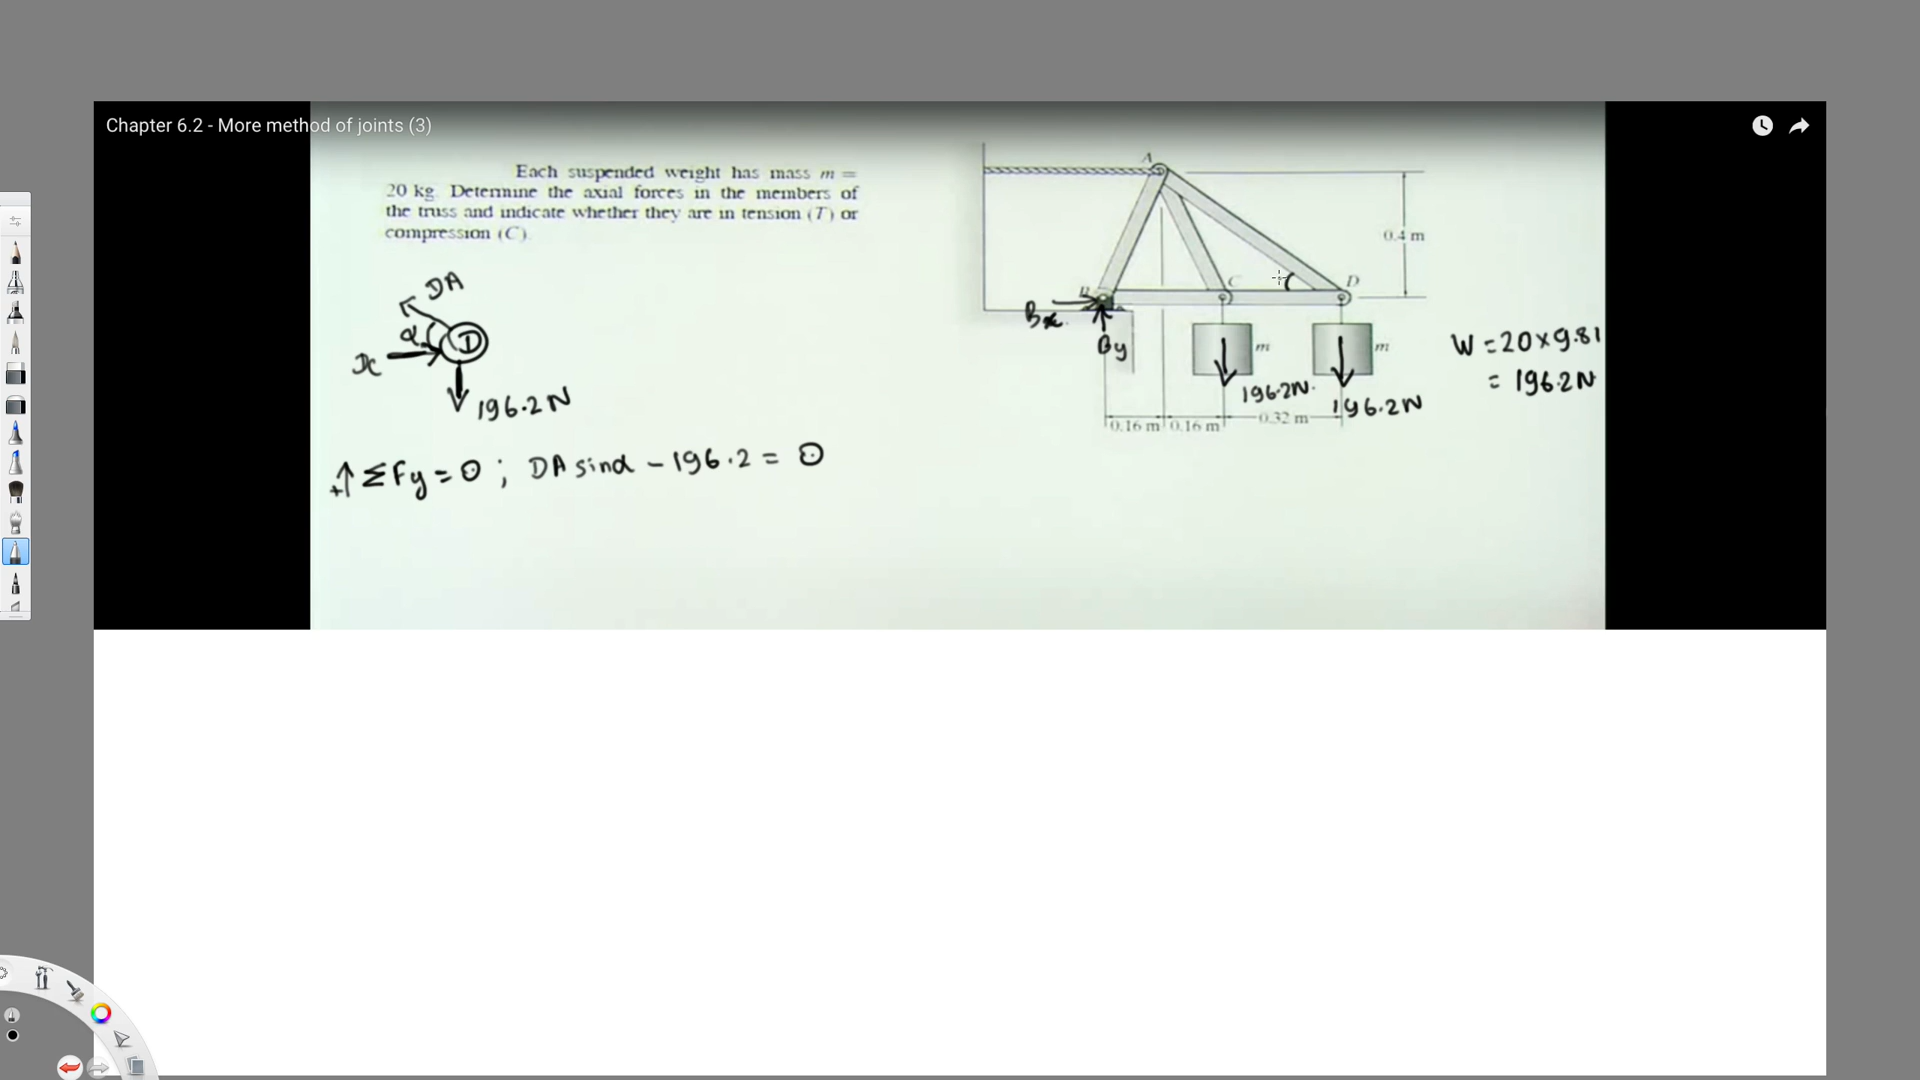 Chapter 6.2 - More method of joints (3)
Each suspended weight has mass m =
20 kg. Determine the axial forces in the members of
the truss and indicate whether they are in tension (T) or
compression (C).
A
0.4 m
B
C
D
Bx
By
m
m
196.2N.
196.2N
0.16 m
0.16 m
0.32 m
W = 20 × 9.81
= 196.2N
DA
α
D
DC
196.2N
+↑ ΣFy = 0 ; DA sinα - 196.2 = 0